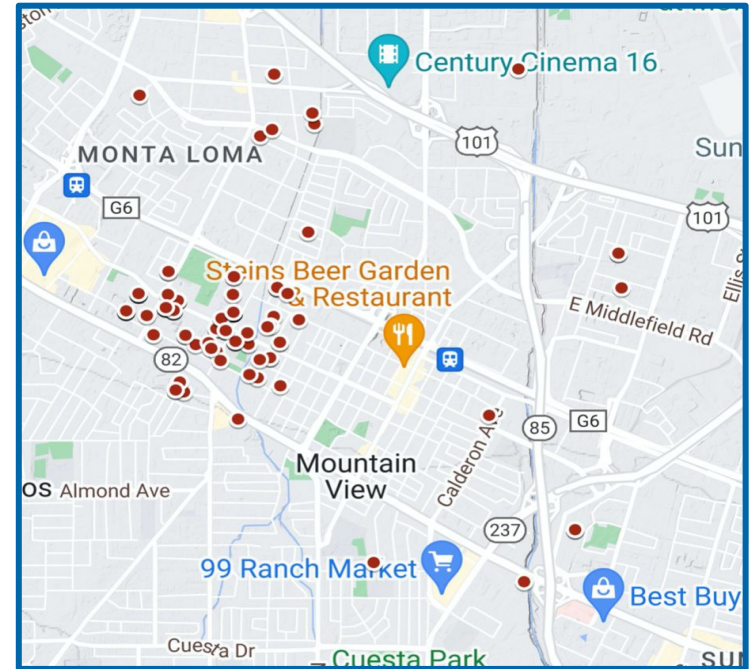 Century Cinema 16
101
Sun
MONTA LOMA
G6
101
Steins Beer Garden
& Restaurant
E Middlefield Rd
82
85
G6
Calderon Ave
Mountain
View
OS Almond Ave
237
99 Ranch Market
Best Buy
Cuesta Dr
Cuesta Park